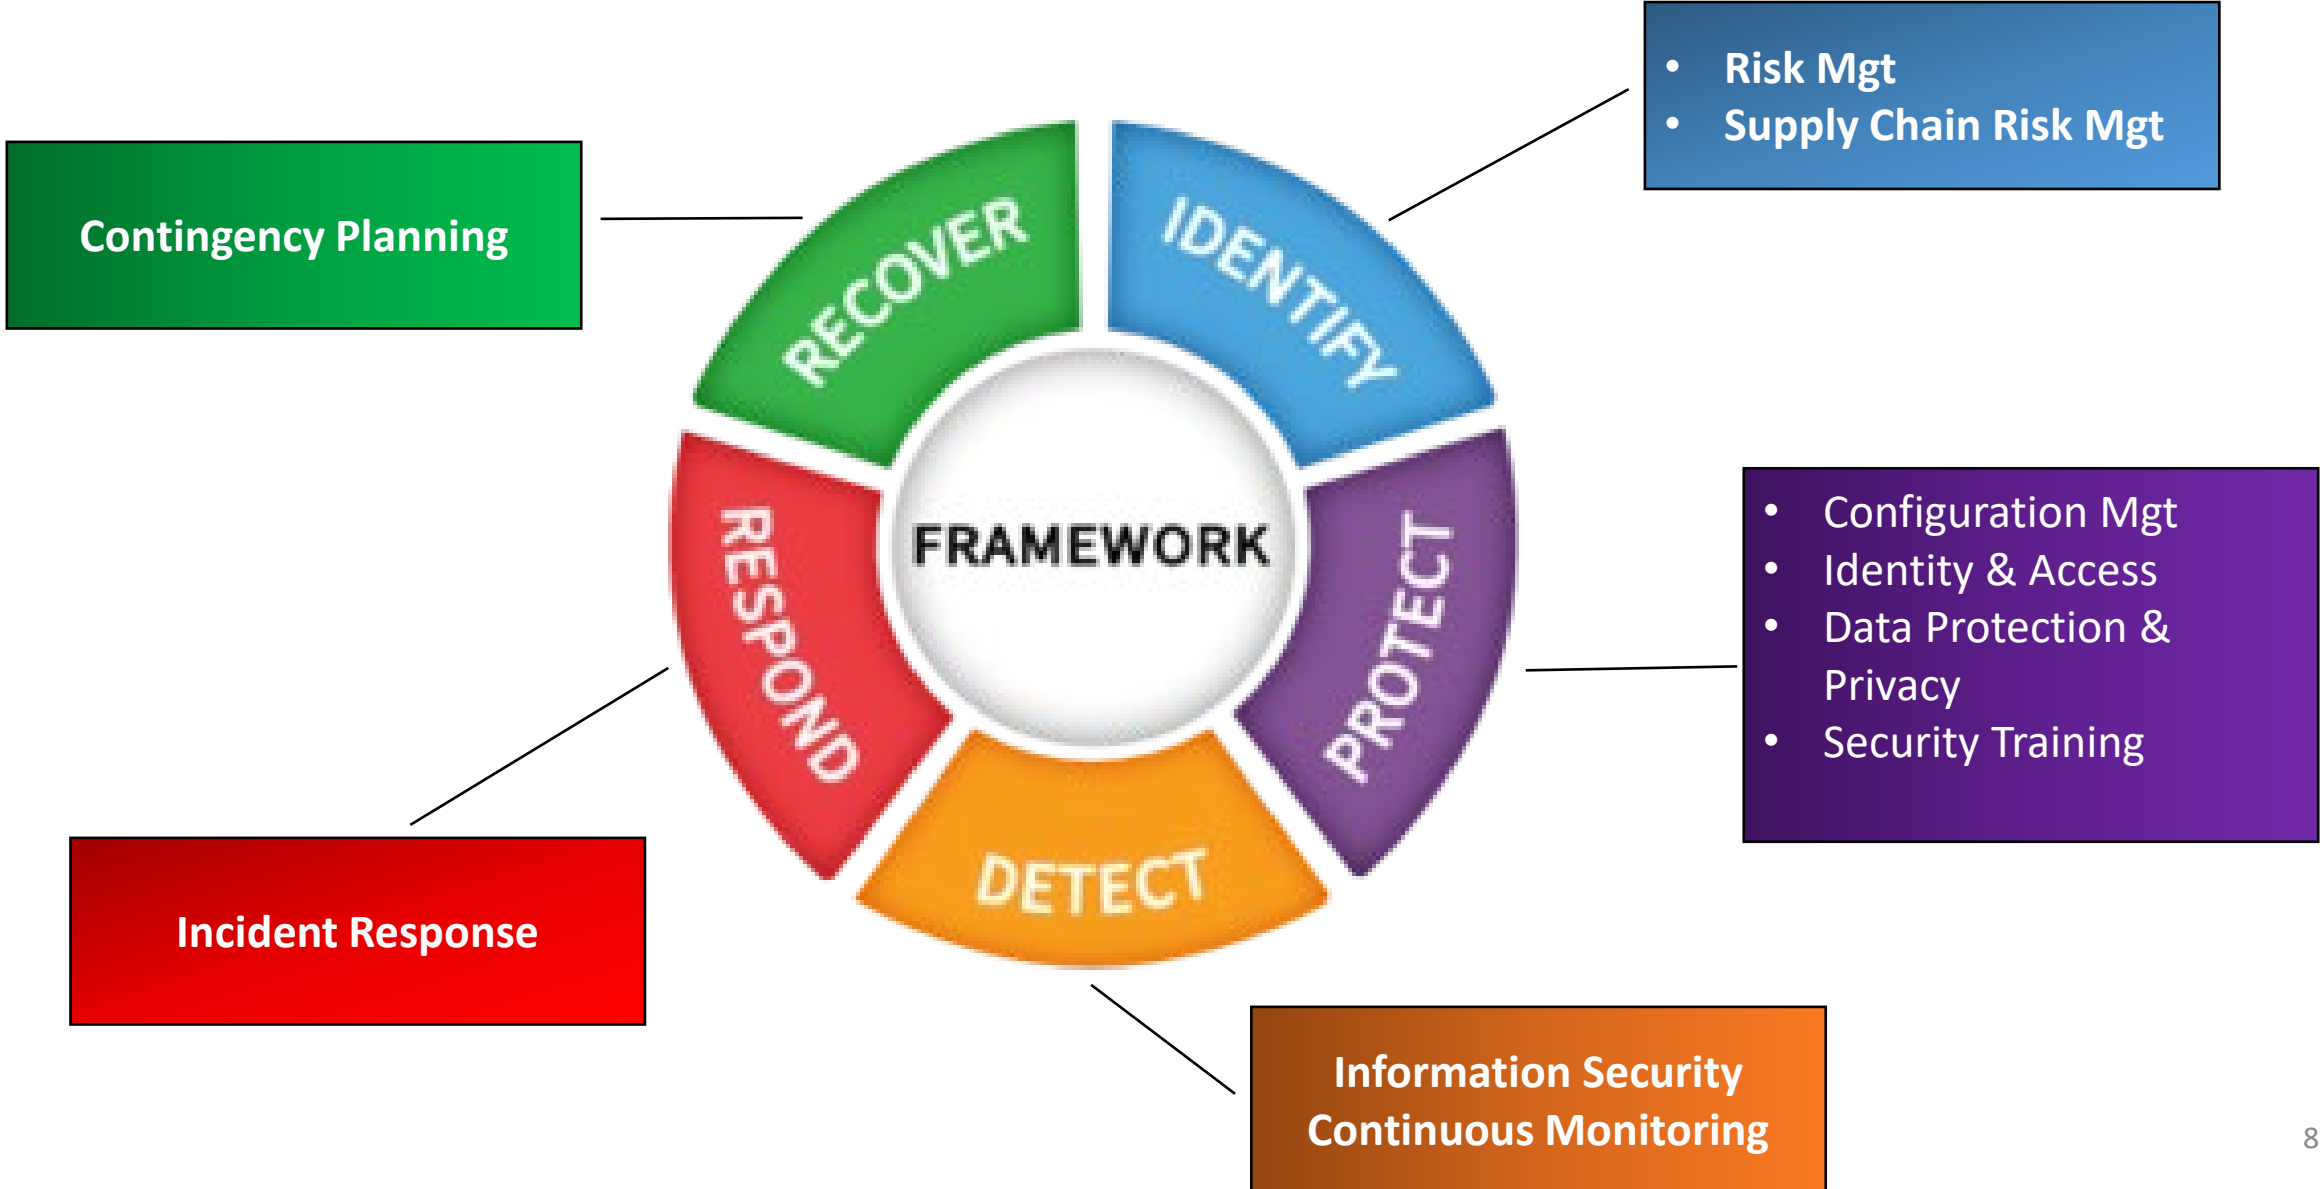 • Risk Mgt
• Supply Chain Risk Mgt
Contingency Planning
RECOVER
IDENTIFY
FRAMEWORK
• Configuration Mgt
• Identity & Access
• Data Protection &
Privacy
• Security Training
PROTECT
RESPOND
DETECT
Incident Response
Information Security
Continuous Monitoring
8